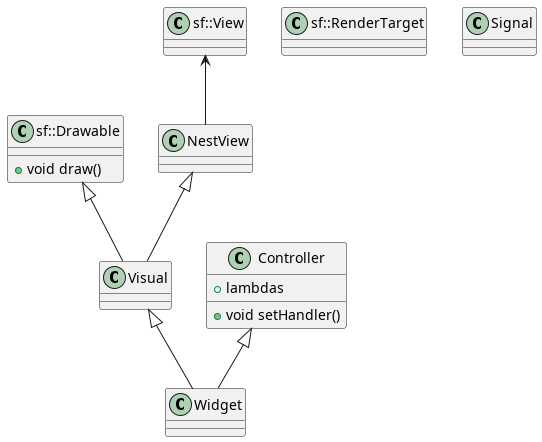 C sf::View
C sf::RenderTarget
C Signal
C sf::Drawable
void draw()
C NestView
C Visual
C Controller
lambdas
void setHandler()
C Widget